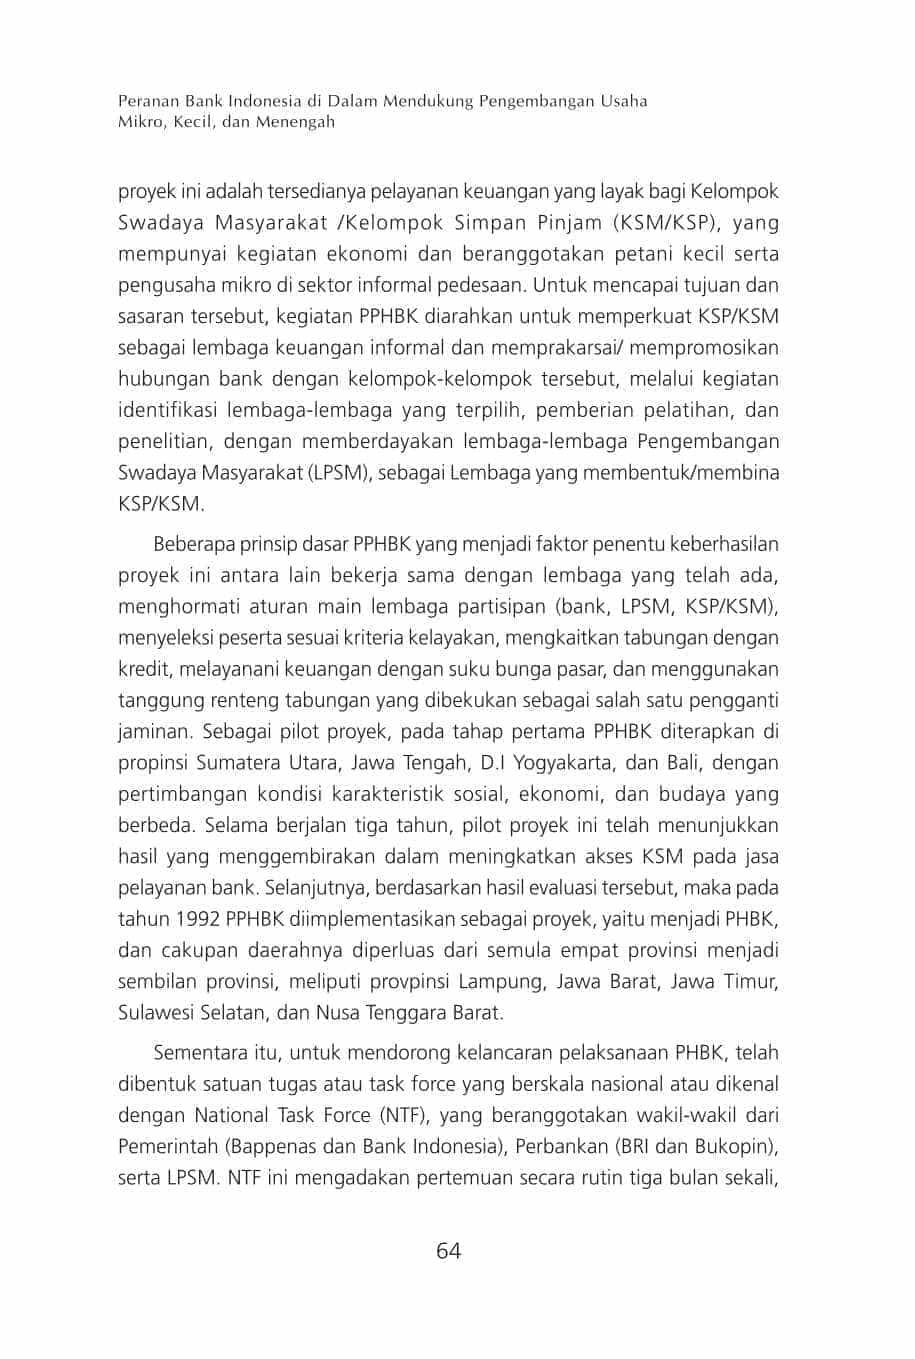 Peranan Bank Indonesia di Dalam Mendukung Pengembangan Usaha
Mikro, Kecil, dan Menengah
proyek ini adalah tersedianya pelayanan keuangan yang layak bagi Kelompok
Swadaya Masyarakat /Kelompok Simpan Pinjam (KSM/KSP), yang
mempunyai kegiatan ekonomi dan beranggotakan petani kecil serta
pengusaha mikro di sektor informal pedesaan. Untuk mencapai tujuan dan
sasaran tersebut, kegiatan PPHBK diarahkan untuk memperkuat KSP/KSM
sebagai lembaga keuangan informal dan memprakarsai/ mempromosikan
hubungan bank dengan kelompok-kelompok tersebut, melalui kegiatan
identifikasi lembaga-lembaga yang terpilih, pemberian pelatihan, dan
penelitian, dengan memberdayakan lembaga-lembaga Pengembangan
Swadaya Masyarakat (LPSM), sebagai Lembaga yang membentuk/membina
KSP/KSM.
Beberapa prinsip dasar PPHBK yang menjadi faktor penentu keberhasilan
proyek ini antara lain bekerja sama dengan lembaga yang telah ada,
menghormati aturan main lembaga partisipan (bank, LPSM, KSP/KSM),
menyeleksi peserta sesuai kriteria kelayakan, mengkaitkan tabungan dengan
kredit, melayanani keuangan dengan suku bunga pasar, dan menggunakan
tanggung renteng tabungan yang dibekukan sebagai salah satu pengganti
jaminan. Sebagai pilot proyek, pada tahap pertama PPHBK diterapkan di
propinsi Sumatera Utara, Jawa Tengah, D.I Yogyakarta, dan Bali, dengan
pertimbangan kondisi karakteristik sosial, ekonomi, dan budaya yang
berbeda. Selama berjalan tiga tahun, pilot proyek ini telah menunjukkan
hasil yang menggembirakan dalam meningkatkan akses KSM pada jasa
pelayanan bank. Selanjutnya, berdasarkan hasil evaluasi tersebut, maka pada
tahun 1992 PPHBK diimplementasikan sebagai proyek, yaitu menjadi PHBK,
dan cakupan daerahnya diperluas dari semula empat provinsi menjadi
sembilan provinsi, meliputi provpinsi Lampung, Jawa Barat, Jawa Timur,
Sulawesi Selatan, dan Nusa Tenggara Barat.
Sementara itu, untuk mendorong kelancaran pelaksanaan PHBK, telah
dibentuk satuan tugas atau task force yang berskala nasional atau dikenal
dengan National Task Force (NTF), yang beranggotakan wakil-wakil dari
Pemerintah (Bappenas dan Bank Indonesia), Perbankan (BRI dan Bukopin),
serta LPSM. NTF ini mengadakan pertemuan secara rutin tiga bulan sekali,
64